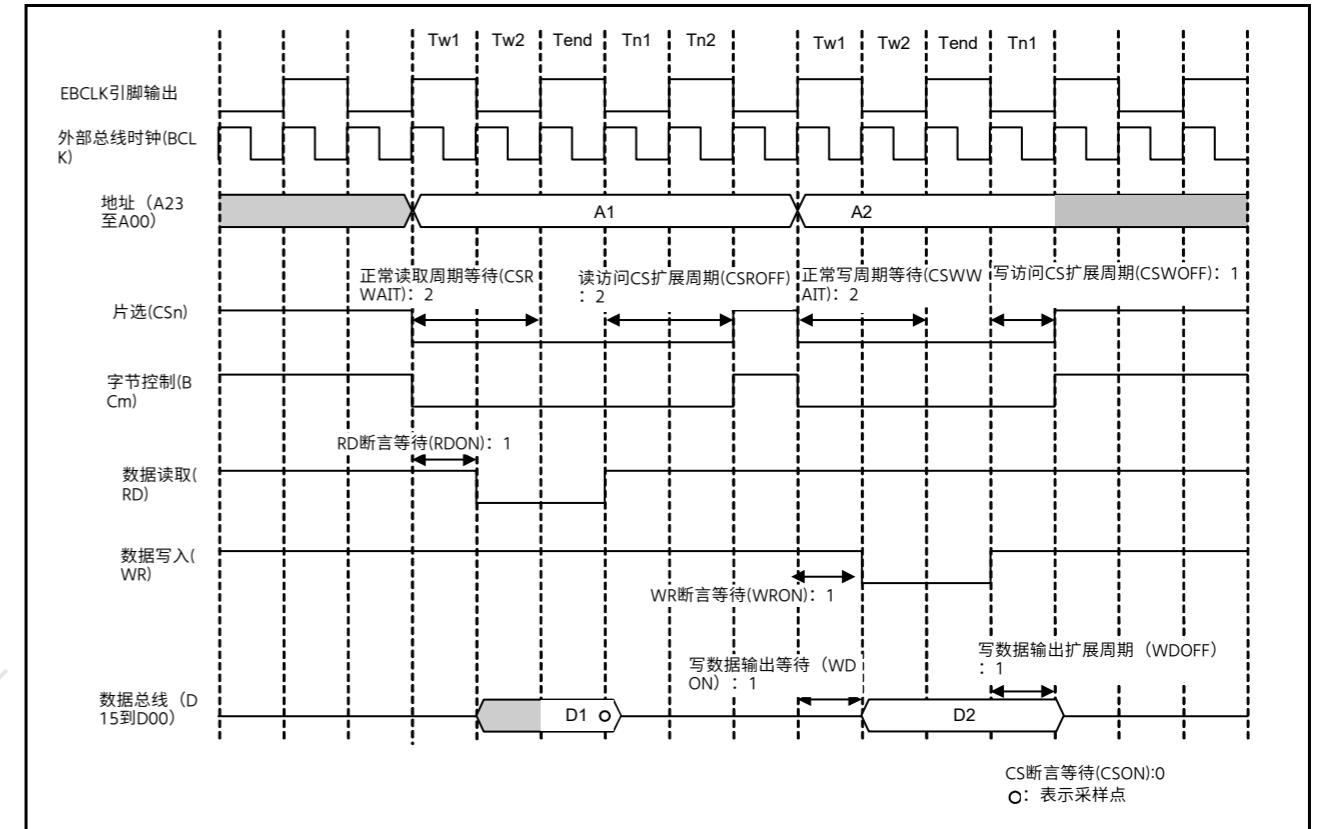 Tw1 Tw2 Tend Tn1 Tn2 Tw1 Tw2 Tend Tn1
EBCLK引脚输出
外部总线时钟(BCL
K)
地址（A23
至A00）
A1
A2
正常读取周期等待(CSR
WAIT)：2
读访问CS扩展周期(CSROFF)
：2
正常写周期等待(CSWW
AIT)：2
写访问CS扩展周期(CSWOFF)：1
片选(CSn)
字节控制(B
Cm)
RD断言等待(RDON)：1
数据读取(
RD)
数据写入(
WR)
WR断言等待(WRON)：1
写数据输出等待（WD
ON）：1
写数据输出扩展周期（WDOFF）
：1
数据总线（D
15到D00）
D1
D2
CS断言等待(CSON):0
：表示采样点